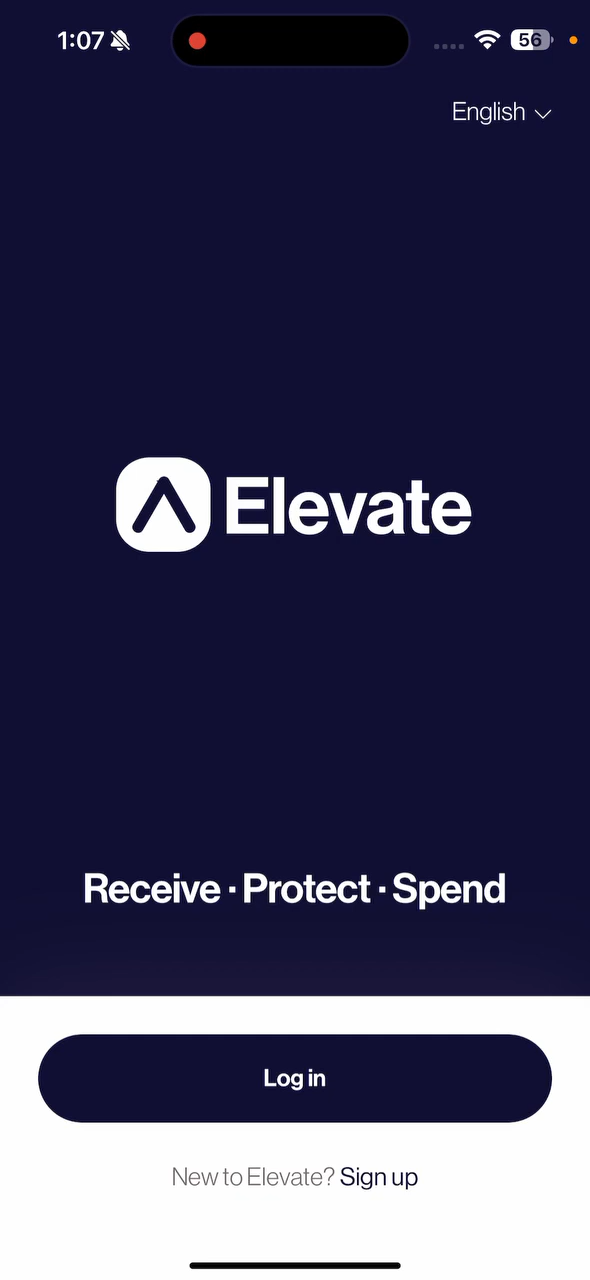 1:07
56
English
Elevate
Receive · Protect · Spend
Log in
New to Elevate? Sign up